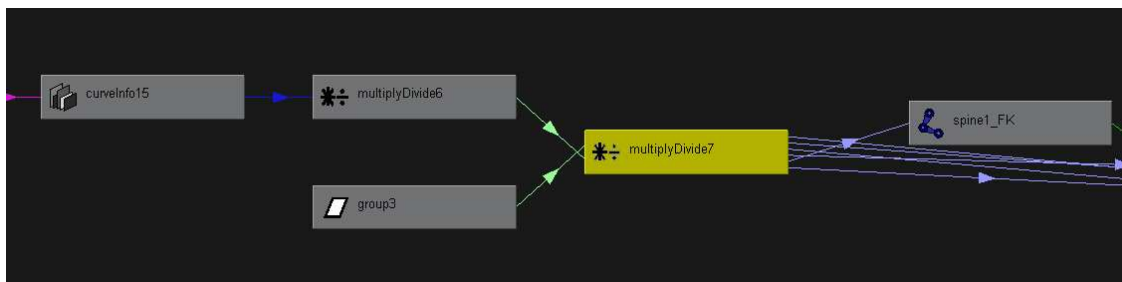 curveInfo15
multiplyDivide6
spine1_FK
multiplyDivide7
group3